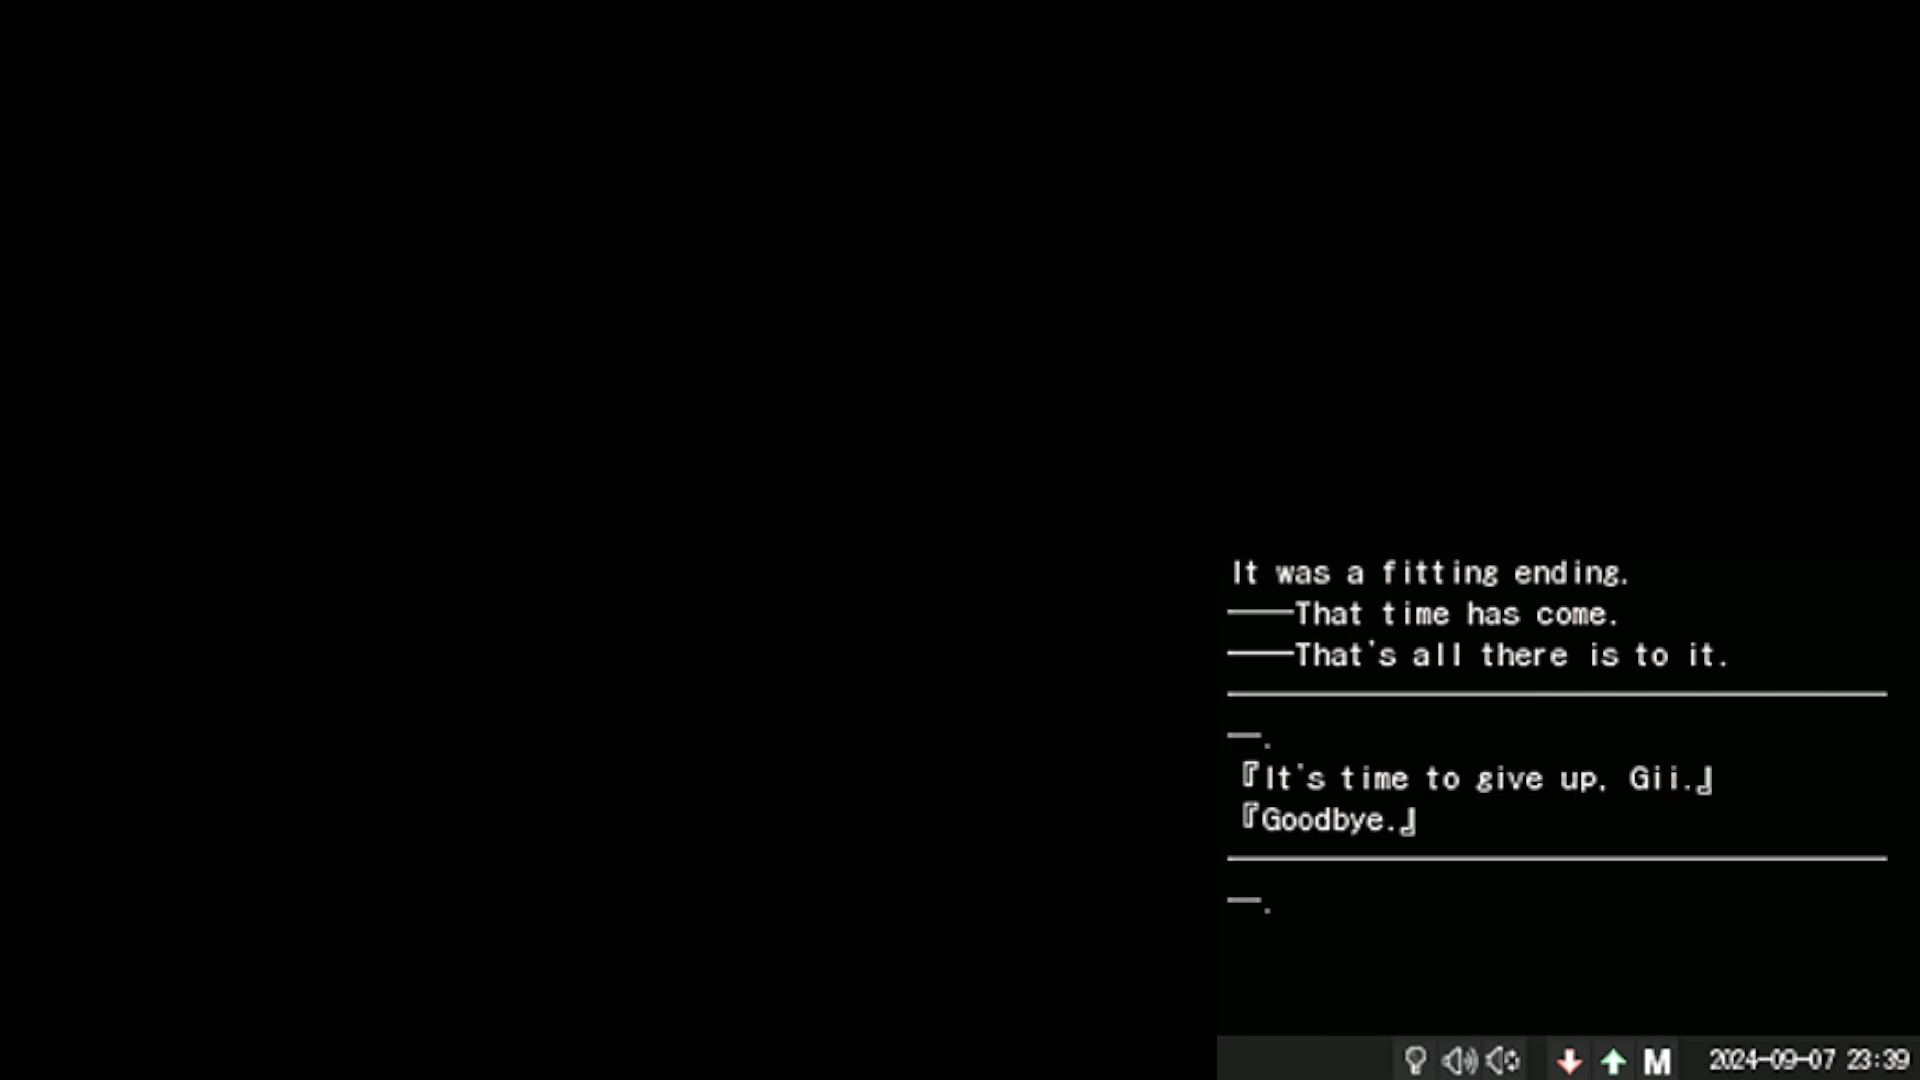 It was a fitting ending.
――That time has come.
――That's all there is to it.
――――――――――――――――――――
―.
『It's time to give up, Gii.』
『Goodbye.』
――――――――――――――――――――
―.
M 2024-09-07 23:39